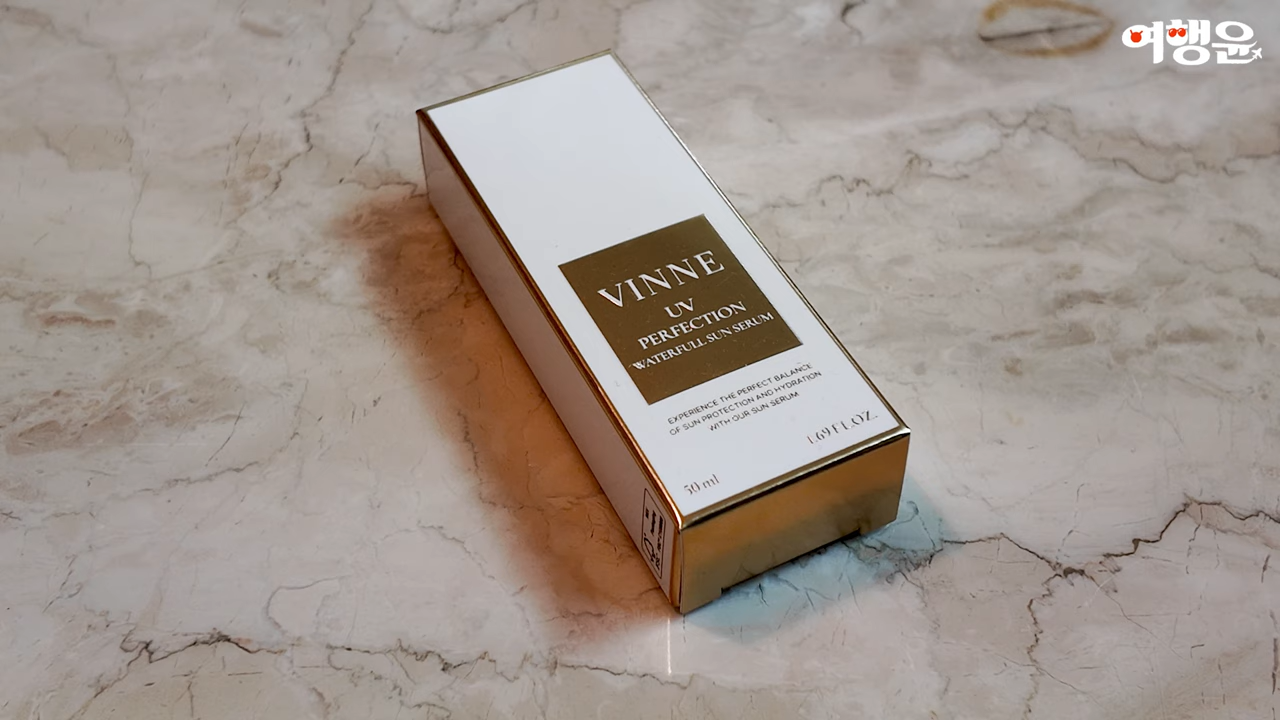 여행윤
VINNE
UV
PERFECTION
WATERFULL SUN SERUM
EXPERIENCE THE PERFECT BALANCE
OF SUN PROTECTION AND HYDRATION
WITH OUR SUN SERUM
50 ml
1.69 FL.OZ.